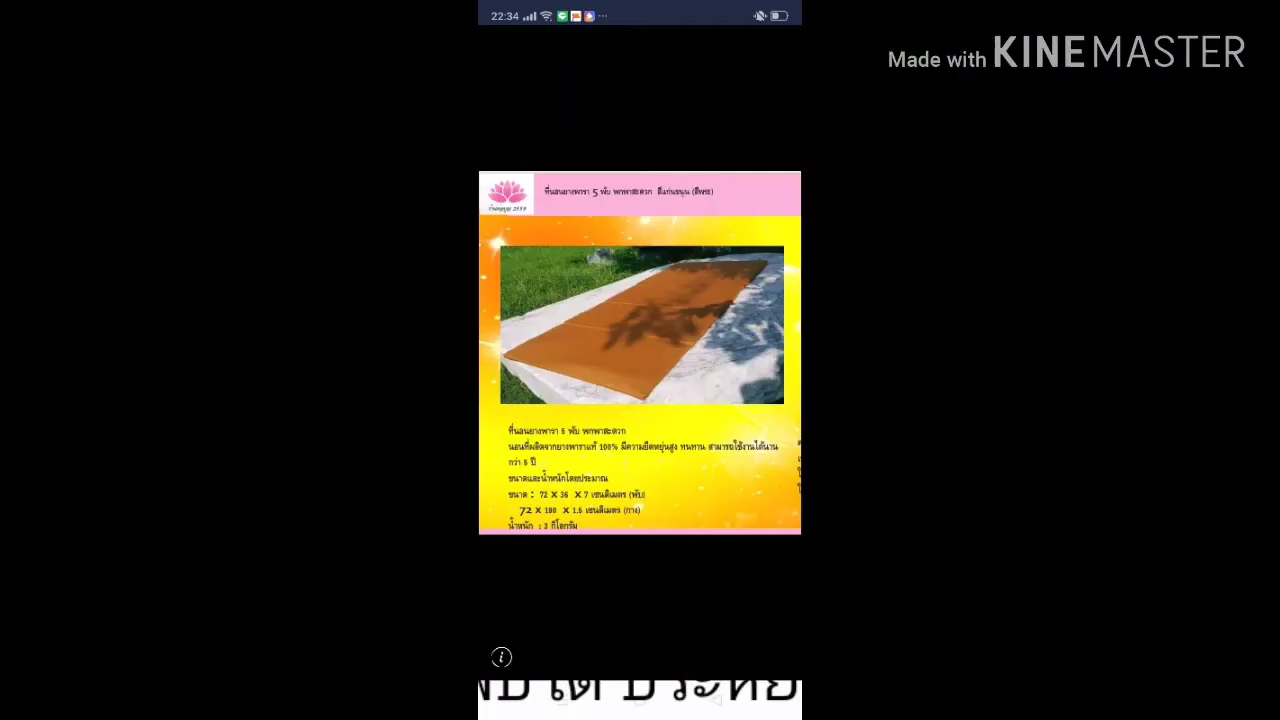 22:34
Made with KINEMASTER
ที่นอนยางพารา 5 พับ พกพาสะดวก สีแก่นขนุน (สีพระ)
2559
ที่นอนยางพารา 5 พับ พกพาสะดวก
นอนที่ผลิตจากยางพาราแท้ 100% มีความยืดหยุ่นสูง ทนทาน สามารถใช้งานได้นาน
กว่า 5 ปี
ขนาดและน้ำหนักโดยประมาณ
ขนาด : 72 X 36 X 7 เซนติเมตร (พับ)
72 X 190 X 1.5 เซนติเมตร (กาง)
น้ำหนัก : 3 กิโลกรัม